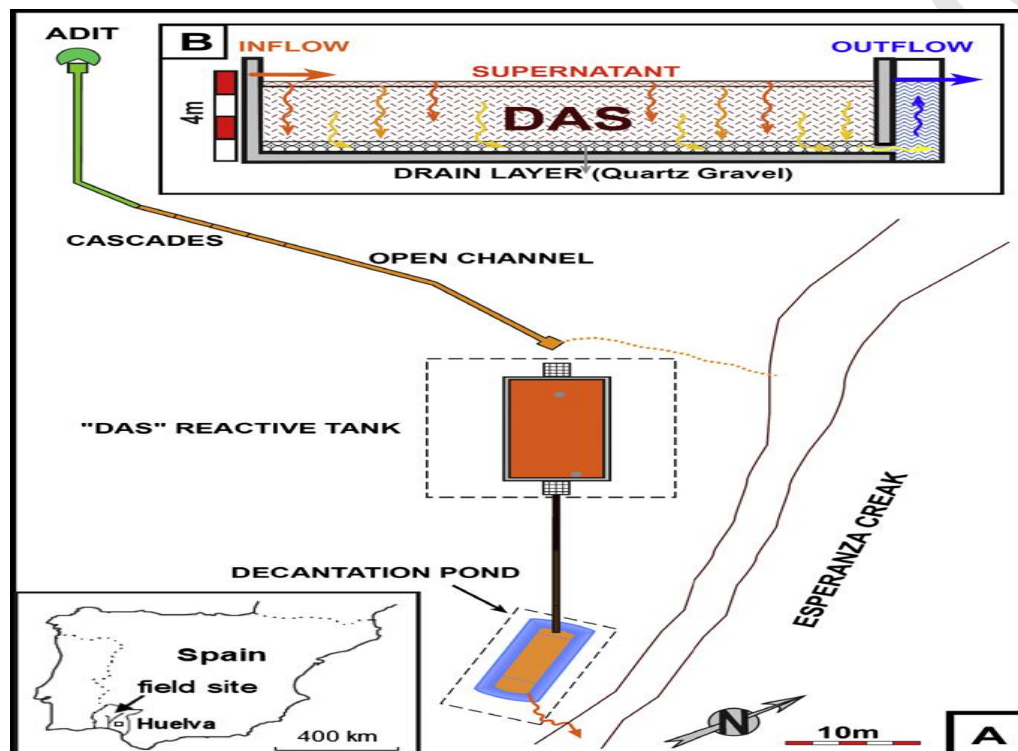 ADIT
B
INFLOW
OUTFLOW
SUPERNATANT
4m
DAS
DRAIN LAYER (Quartz Gravel)
CASCADES
OPEN CHANNEL
"DAS" REACTIVE TANK
ESPERANZA CREAK
DECANTATION POND
Spain
field site
Huelva
400 km
N
10m
A